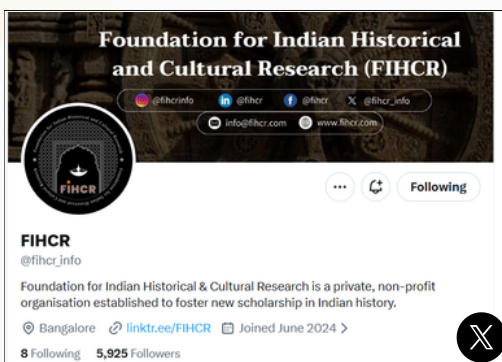 Foundation for Indian Historical
and Cultural Research (FIHCR)
@fihcrinfo @fihcr @fihcr @fihcr_info
info@fihcr.com www.fihcr.com
FIHCR
Following
FIHCR
@fihcr_info
Foundation for Indian Historical & Cultural Research is a private, non-profit
organisation established to foster new scholarship in Indian history.
Bangalore linktr.ee/FIHCR Joined June 2024
8 Following 5,925 Followers